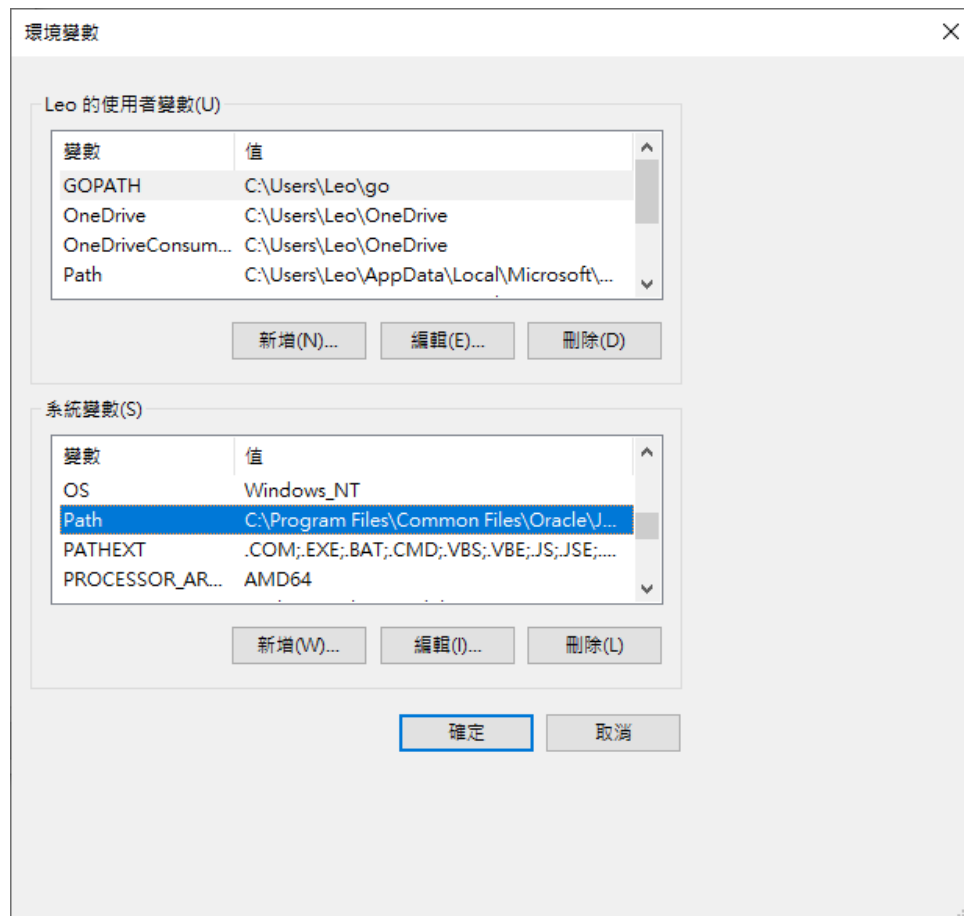 環境變數
Leo 的使用者變數(U)
變數 值
GOPATH C:\Users\Leo\go
OneDrive C:\Users\Leo\OneDrive
OneDriveConsum... C:\Users\Leo\OneDrive
Path C:\Users\Leo\AppData\Local\Microsoft\...
新增(N)... 編輯(E)... 刪除(D)
系統變數(S)
變數 值
OS Windows_NT
Path C:\Program Files\Common Files\Oracle\J...
PATHEXT .COM;.EXE;.BAT;.CMD;.VBS;.VBE;.JS;.JSE;....
PROCESSOR_AR... AMD64
新增(W)... 編輯(I)... 刪除(L)
確定 取消